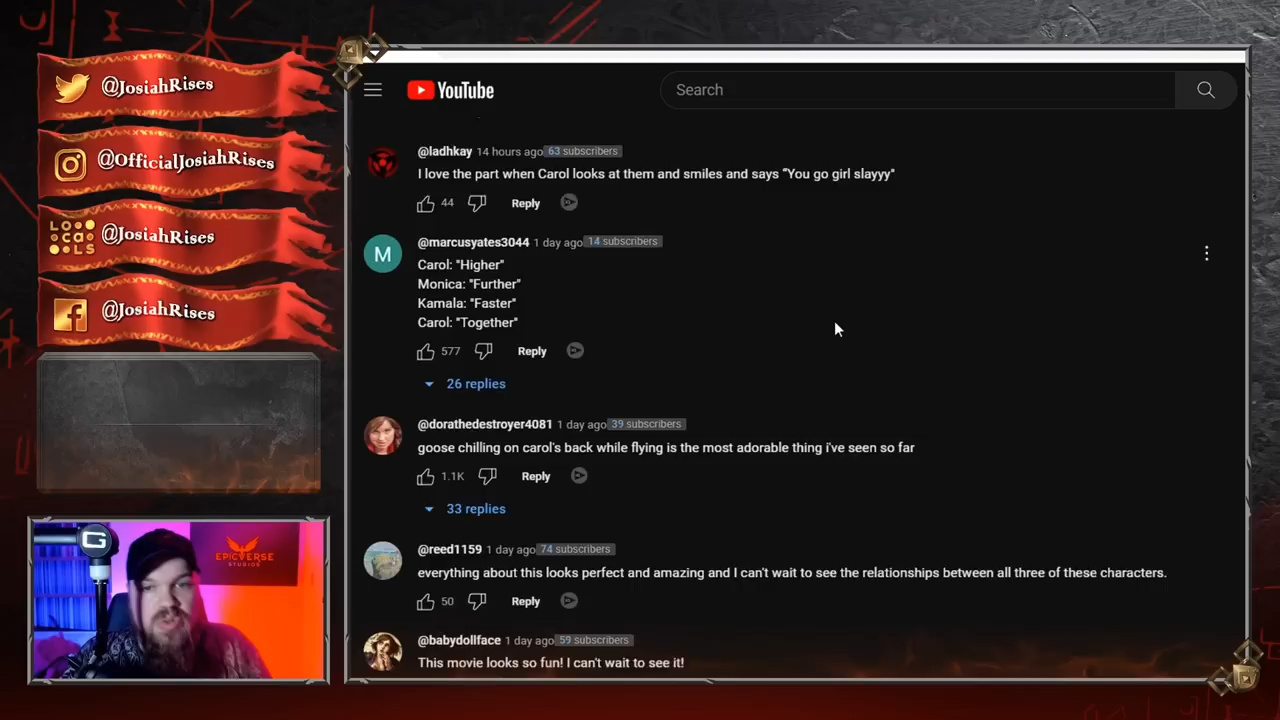 @JosiahRises
@OfficialJosiahRises
LO
ca
LS
@JosiahRises
@JosiahRises
YouTube
Search
@ladhkay 14 hours ago 63 subscribers
I love the part when Carol looks at them and smiles and says "You go girl slayyy"
44 Reply
M
@marcusyates3044 1 day ago 14 subscribers
Carol: "Higher"
Monica: "Further"
Kamala: "Faster"
Carol: "Together"
577 Reply
26 replies
@dorathedestroyer4081 1 day ago 39 subscribers
goose chilling on carol's back while flying is the most adorable thing i've seen so far
1.1K Reply
33 replies
@reed1159 1 day ago 74 subscribers
everything about this looks perfect and amazing and I can't wait to see the relationships between all three of these characters.
50 Reply
@babydollface 1 day ago 59 subscribers
This movie looks so fun! I can't wait to see it!
G
EPICVERSE
STUDIOS